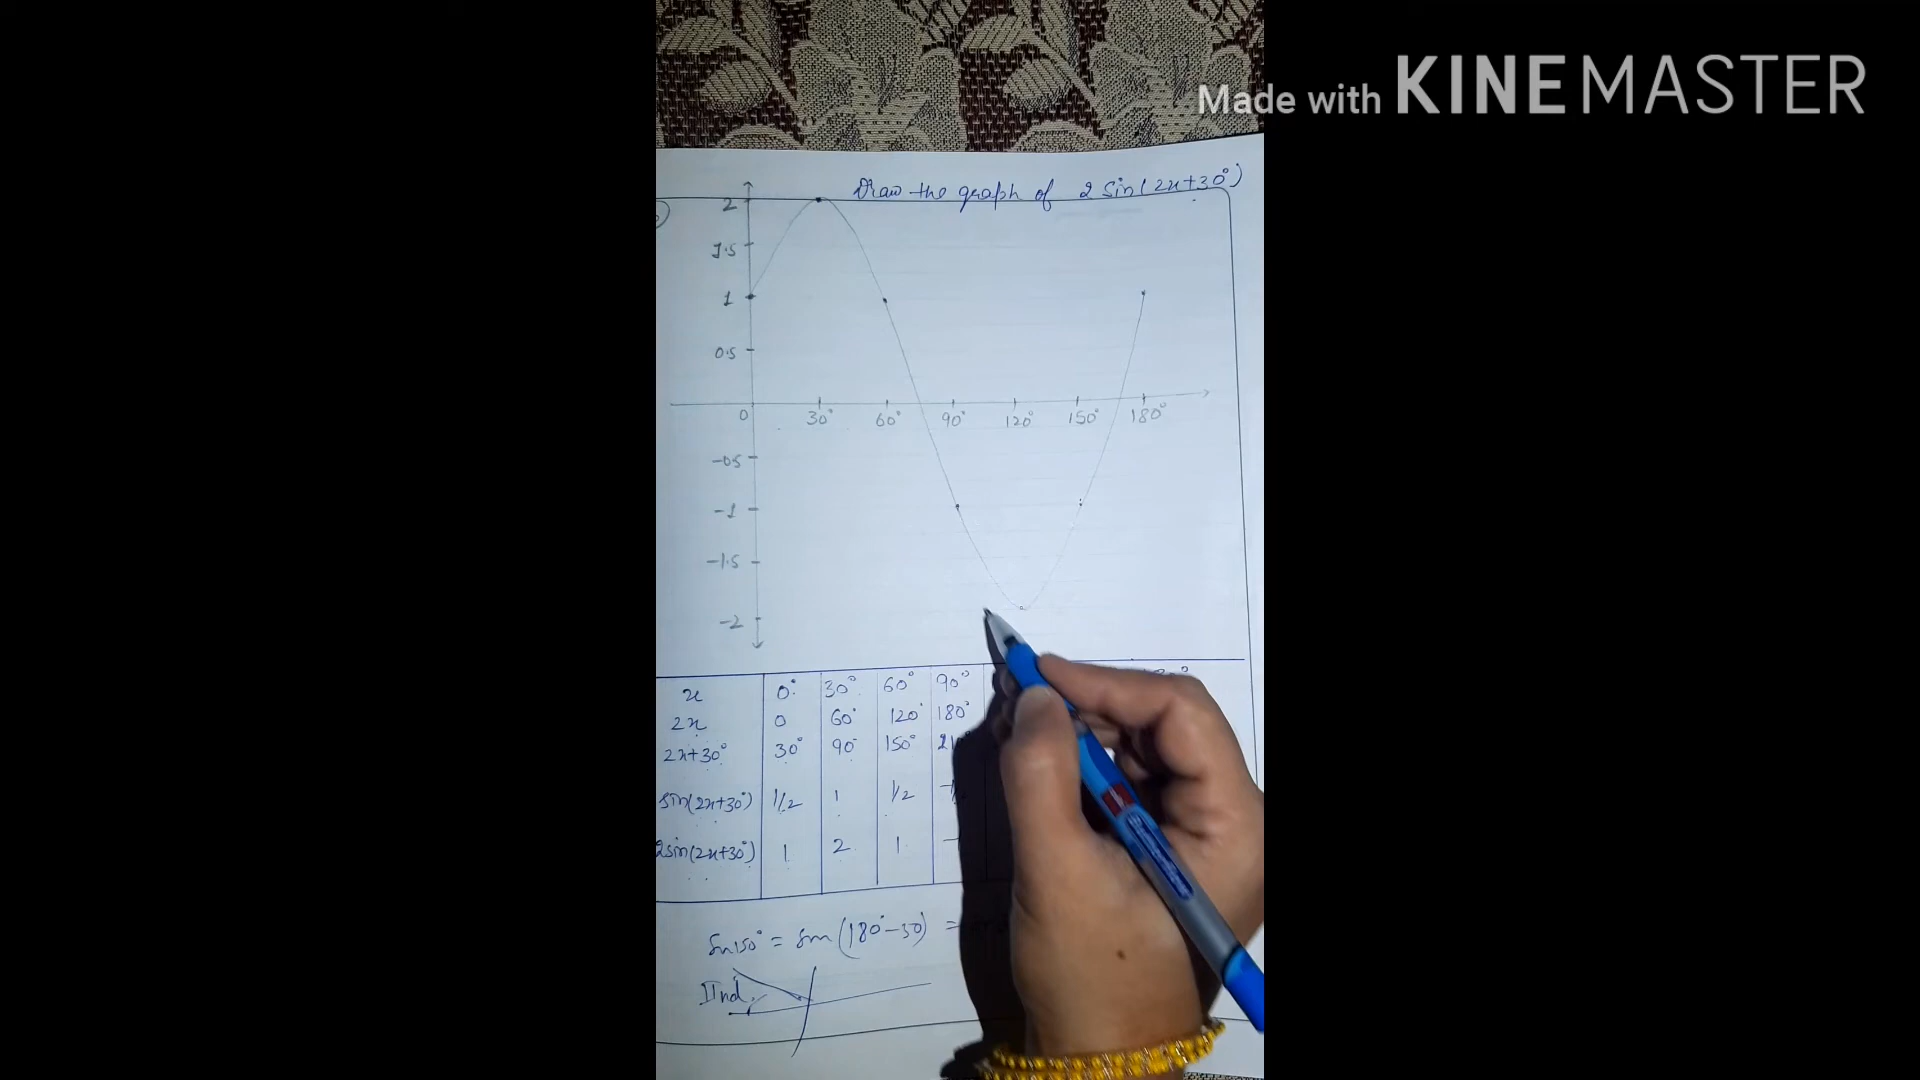 Made with KINEMASTER
Draw the graph of 2 sin(2x+30°)
2
1.5
1
0.5
0 30° 60° 90° 120° 150° 180°
-0.5
-1
-1.5
-2
x 0° 30° 60° 90°
2x 0 60° 120° 180°
2x+30° 30° 90° 150°
sin(2x+30°) 1/2 1 1/2
2sin(2x+30°) 1 2 1
Sin150° = sin(180°-30) =
IInd.